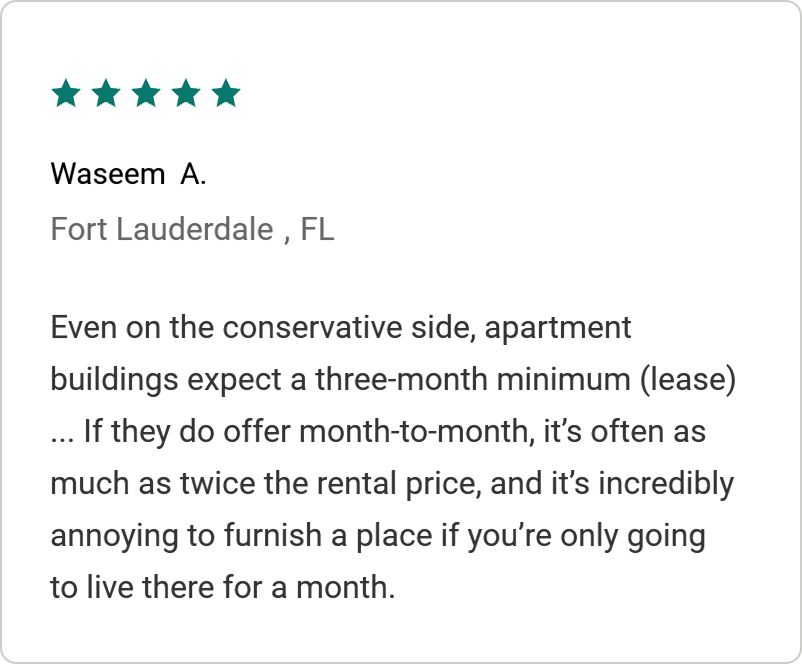 Waseem  A.
Fort Lauderdale , FL
Even on the conservative side, apartment
buildings expect a three-month minimum (lease)
... If they do offer month-to-month, it’s often as
much as twice the rental price, and it’s incredibly
annoying to furnish a place if you’re only going
to live there for a month.